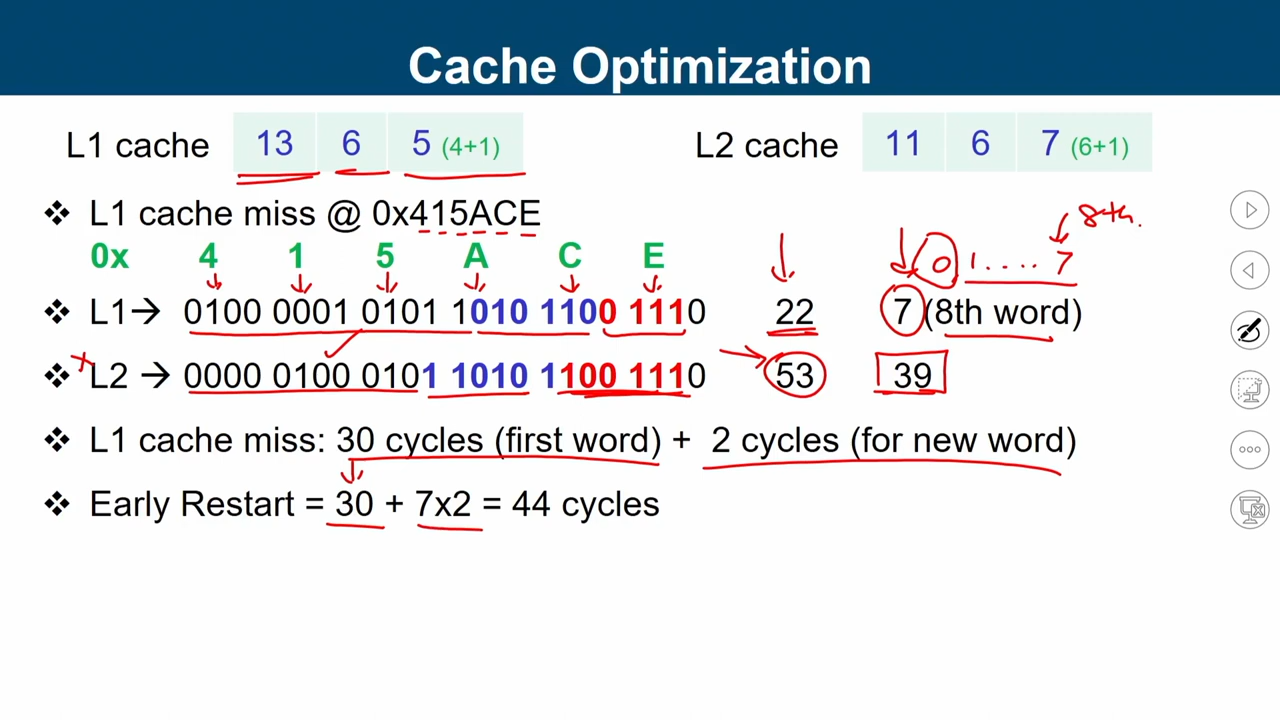 Cache Optimization
L1 cache 13 6 5 (4+1) L2 cache 11 6 7 (6+1)
❖ L1 cache miss @ 0x415ACE
8th.
0x 4 1 5 A C E 0 1.... 7
❖ L1→ 0100 0001 0101 1010 1100 1110 22 7 (8th word)
❖ L2 → 0000 0100 0101 1010 1100 1110 53 39
❖ L1 cache miss: 30 cycles (first word) + 2 cycles (for new word)
❖ Early Restart = 30 + 7x2 = 44 cycles